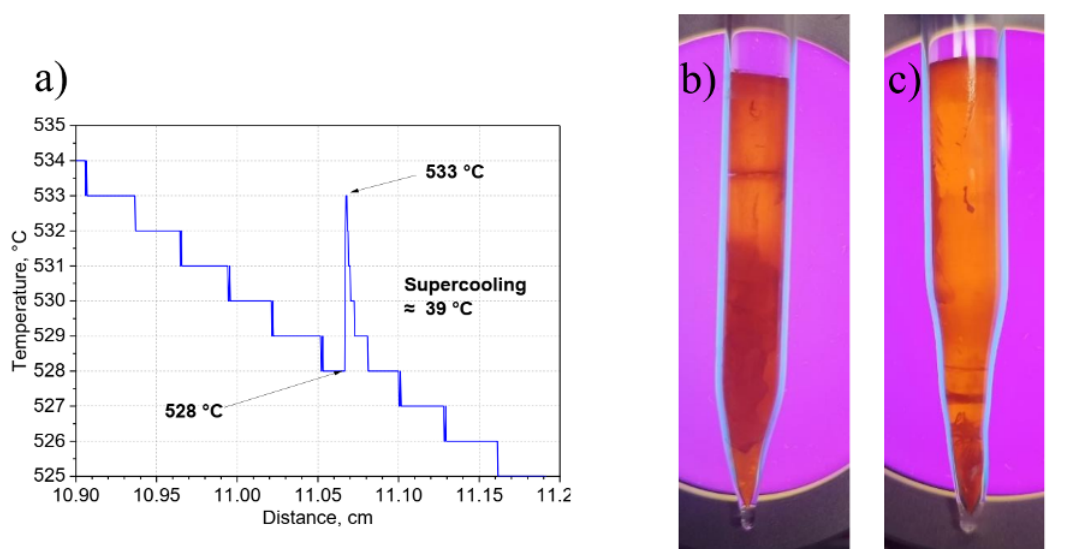 a)
535
534
533
532
531
530
529
528
527
526
525
Temperature, °C
533 °C
Supercooling
≈ 39 °C
528 °C
10.90 10.95 11.00 11.05 11.10 11.15 11.2
Distance, cm
b)
c)